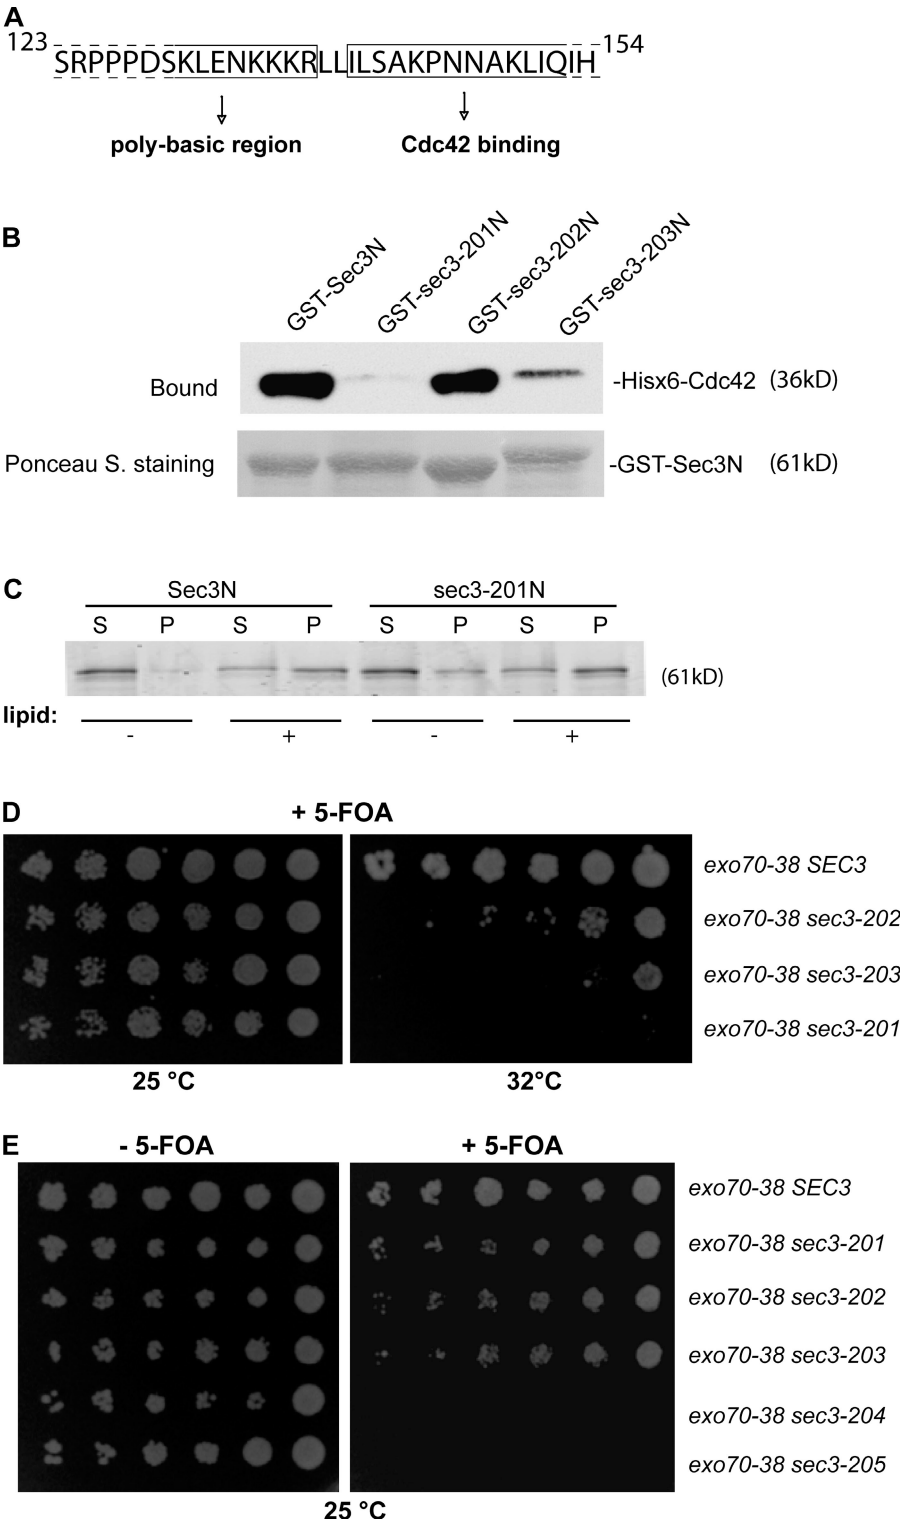 A
123 SRPPPDSKLENKKKRLLILSAKPNNAKLIQIH 154
poly-basic region Cdc42 binding
B
GST-Sec3N GST-sec3-201N GST-sec3-202N GST-sec3-203N
Bound -Hisx6-Cdc42 (36kD)
Ponceau S. staining -GST-Sec3N (61kD)
C
Sec3N sec3-201N
S P S P S P S P
(61kD)
lipid:
- + - +
D + 5-FOA
exo70-38 SEC3
exo70-38 sec3-202
exo70-38 sec3-203
exo70-38 sec3-201
25 °C 32°C
E - 5-FOA + 5-FOA
exo70-38 SEC3
exo70-38 sec3-201
exo70-38 sec3-202
exo70-38 sec3-203
exo70-38 sec3-204
exo70-38 sec3-205
25 °C